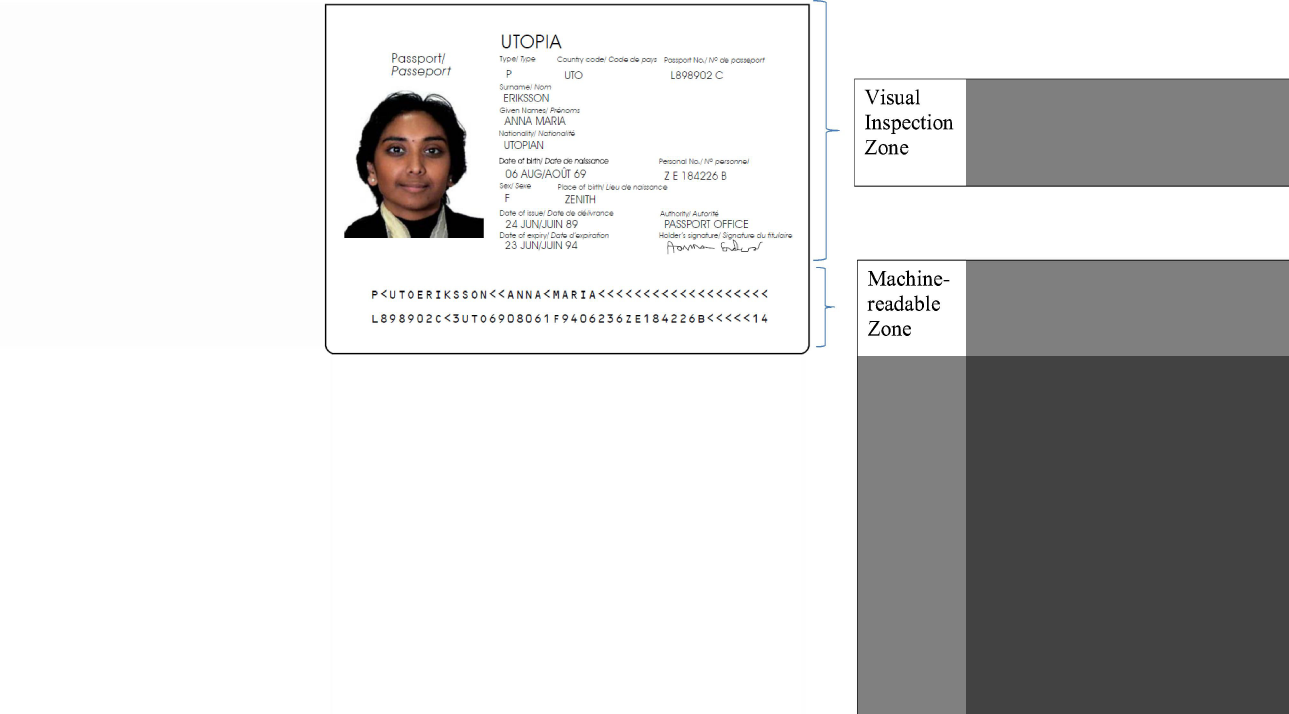 UTOPIA
Passport/
Passeport
Type/ Type Country code/ Code de pays Passport No./ Nº de passeport
P UTO L898902 C
Surname/ Nom
ERIKSSON
Given Names/ Prénoms
ANNA MARIA
Nationality/ Nationalité
UTOPIAN
Date of birth/ Date de naissance Personal No./ Nº personnel
06 AUG/AOÛT 69 Z E 184226 B
Sex/ Sexe Place of birth/ Lieu de naissance
F ZENITH
Date of issue/ Date de délivrance Authority/ Autorité
24 JUN/JUIN 89 PASSPORT OFFICE
Date of expiry/ Date d'expiration Holder's signature/ Signature du titulaire
23 JUN/JUIN 94
P<UTOERIKSSON<<ANNA<MARIA<<<<<<<<<<<<<<<<<<<
L898902C<3UTO6908061F9406236ZE184226B<<<<<14
Visual
Inspection
Zone
Machine-
readable
Zone